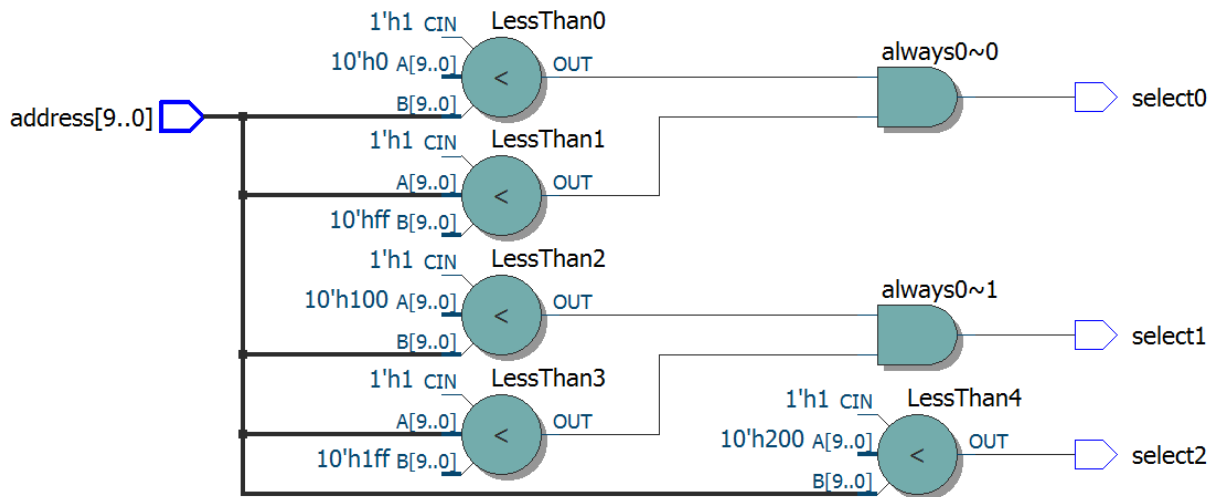 1'h1 CIN LessThan0
10'h0 A[9..0] < OUT always0~0
address[9..0] B[9..0] select0
1'h1 CIN LessThan1
A[9..0] < OUT
10'hff B[9..0]
1'h1 CIN LessThan2
10'h100 A[9..0] < OUT always0~1
B[9..0] select1
1'h1 CIN LessThan3
1'h1 CIN LessThan4
A[9..0] < OUT
10'h200 A[9..0] < OUT select2
10'h1ff B[9..0]
B[9..0]